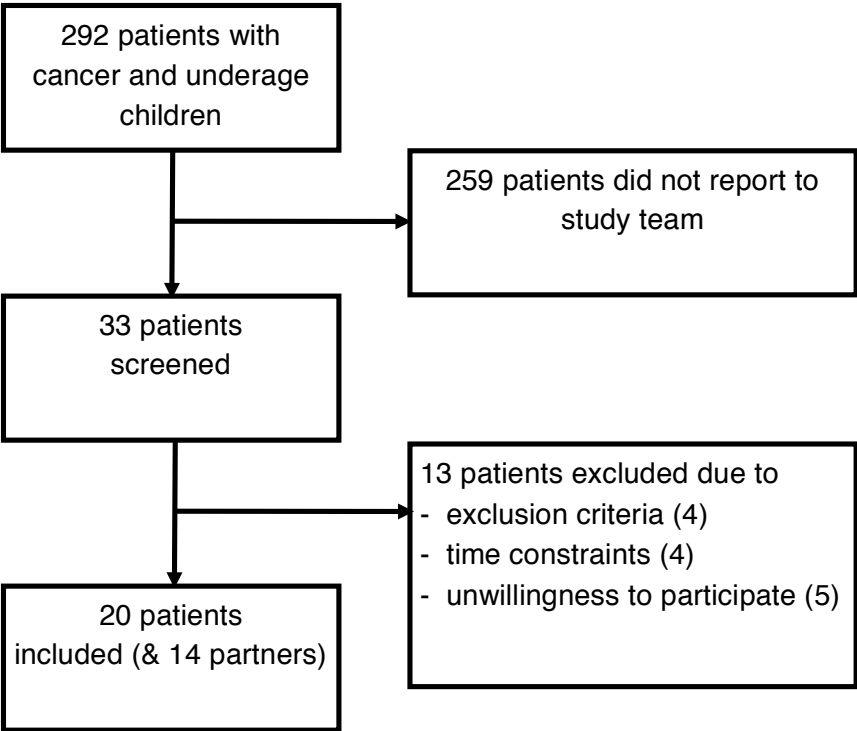 292 patients with
cancer and underage
children
259 patients did not report to
study team
33 patients
screened
13 patients excluded due to
- exclusion criteria (4)
- time constraints (4)
- unwillingness to participate (5)
20 patients
included (& 14 partners)